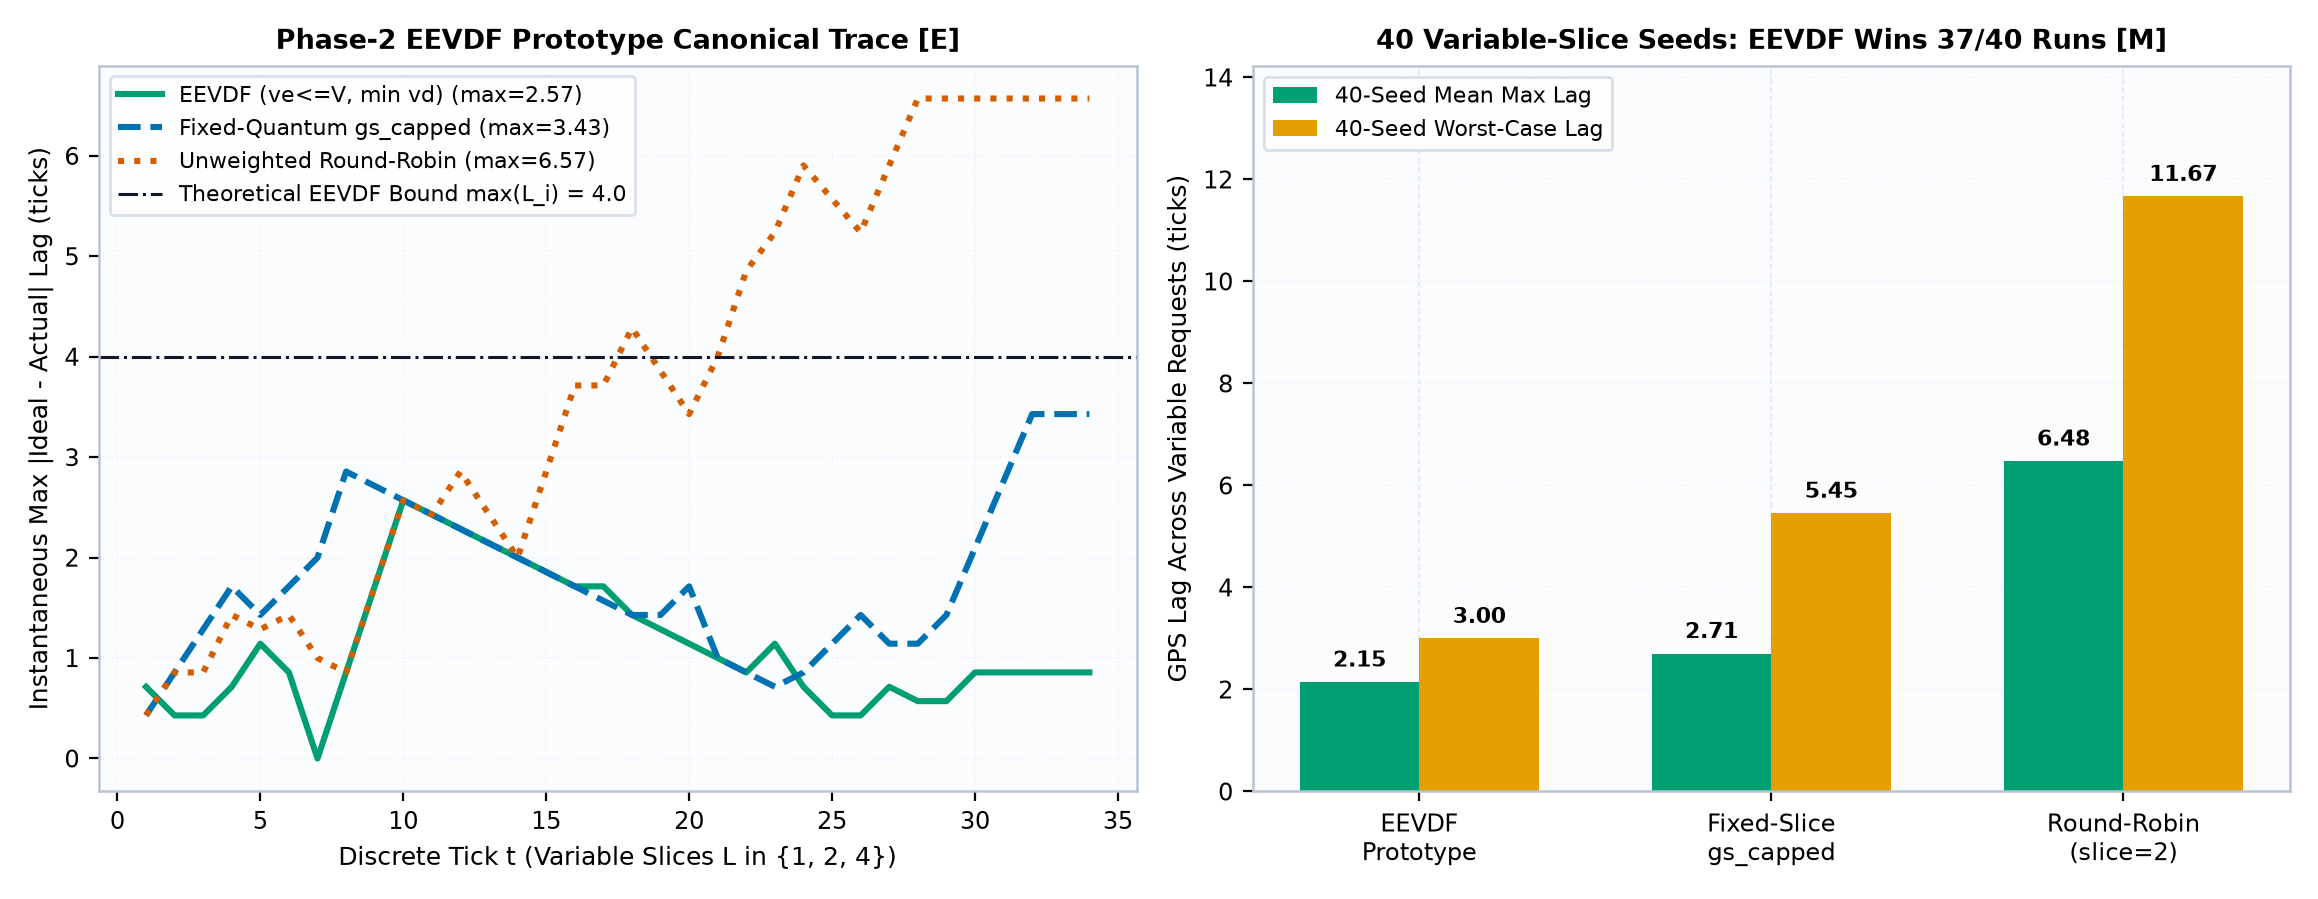 Phase-2 EEVDF Prototype Canonical Trace [E]
EEVDF (ve<=V, min vd) (max=2.57)
Fixed-Quantum gs_capped (max=3.43)
Unweighted Round-Robin (max=6.57)
Theoretical EEVDF Bound max(L_i) = 4.0
Instantaneous Max |Ideal - Actual| Lag (ticks)
6
5
4
3
2
1
0
0
5
10
15
20
25
30
35
Discrete Tick t (Variable Slices L in {1, 2, 4})
40 Variable-Slice Seeds: EEVDF Wins 37/40 Runs [M]
40-Seed Mean Max Lag
40-Seed Worst-Case Lag
GPS Lag Across Variable Requests (ticks)
14
12
10
8
6
4
2
0
2.15
3.00
2.71
5.45
6.48
11.67
EEVDF
Prototype
Fixed-Slice
gs_capped
Round-Robin
(slice=2)